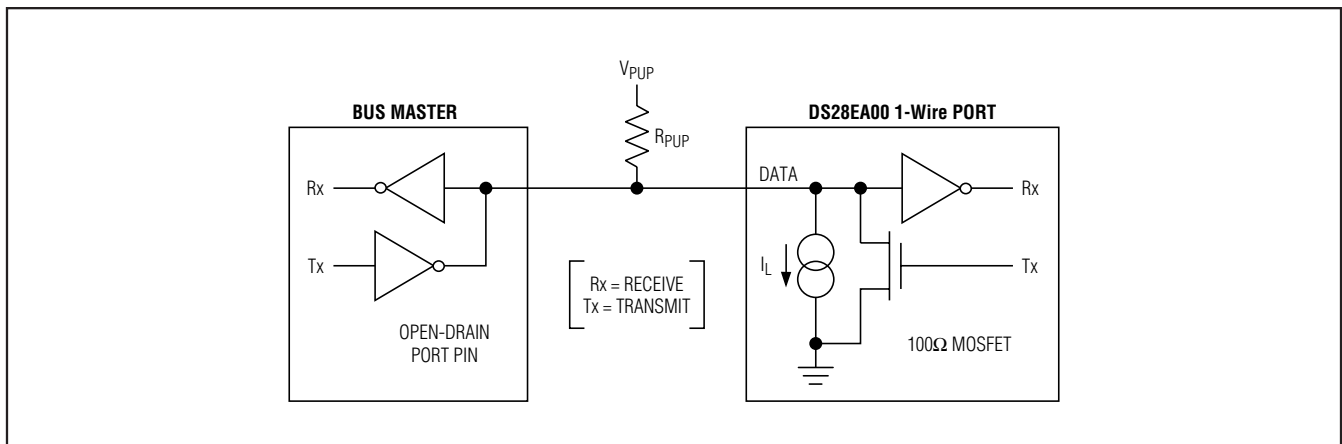 VPUP
BUS MASTER
DS28EA00 1-Wire PORT
RPUP
Rx
DATA
Rx
Tx
IL
Tx
Rx = RECEIVE
Tx = TRANSMIT
OPEN-DRAIN
PORT PIN
100Ω MOSFET